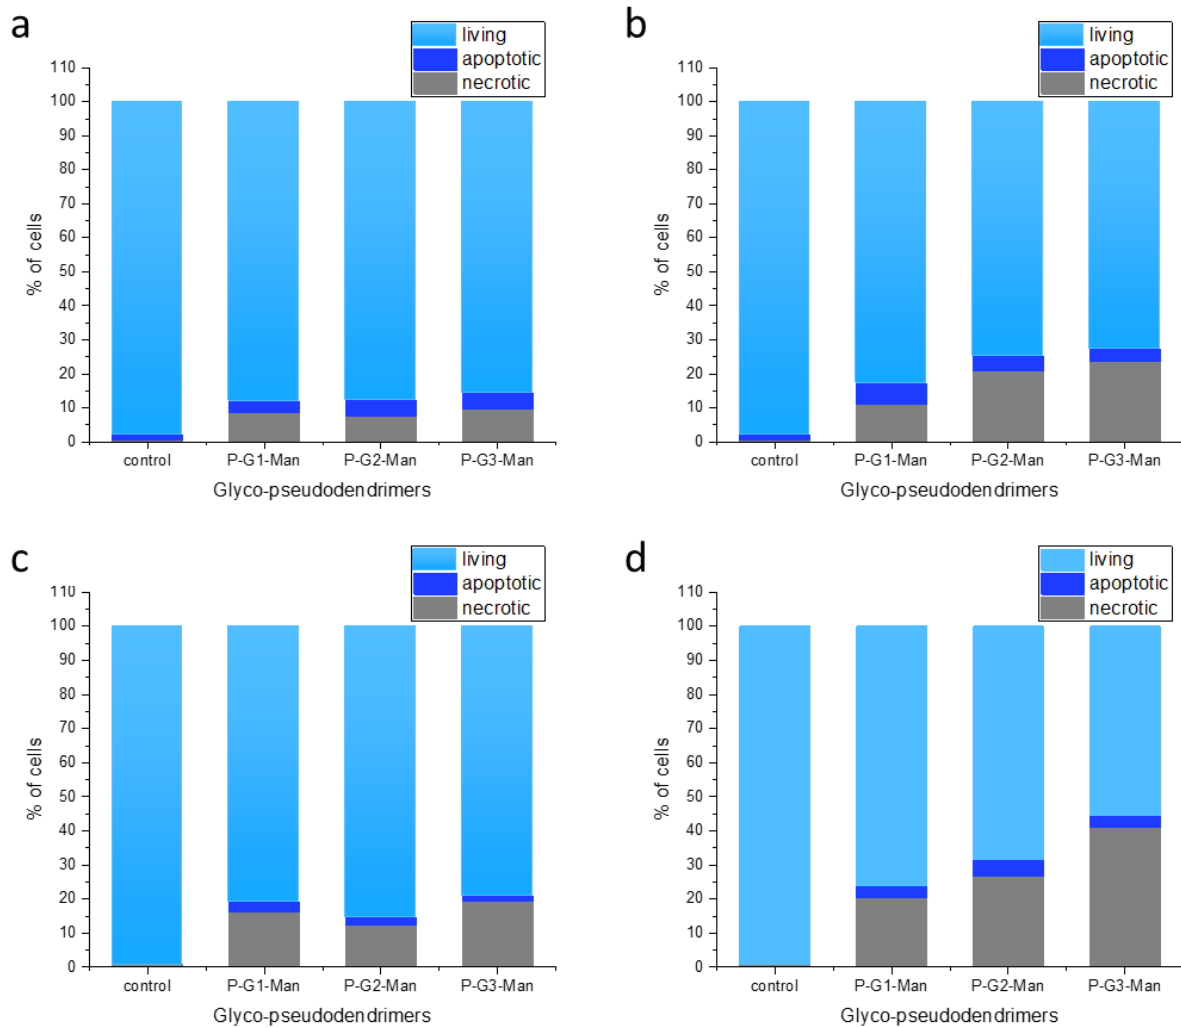 a
living
apoptotic
necrotic
110
100
90
80
70
60
50
40
30
20
10
0
% of cells
control P-G1-Man P-G2-Man P-G3-Man
Glyco-pseudodendrimers
b
living
apoptotic
necrotic
110
100
90
80
70
60
50
40
30
20
10
0
% of cells
control P-G1-Man P-G2-Man P-G3-Man
Glyco-pseudodendrimers
c
living
apoptotic
necrotic
110
100
90
80
70
60
50
40
30
20
10
0
% of cells
control P-G1-Man P-G2-Man P-G3-Man
Glyco-pseudodendrimers
d
living
apoptotic
necrotic
110
100
90
80
70
60
50
40
30
20
10
0
% of cells
control P-G1-Man P-G2-Man P-G3-Man
Glyco-pseudodendrimers